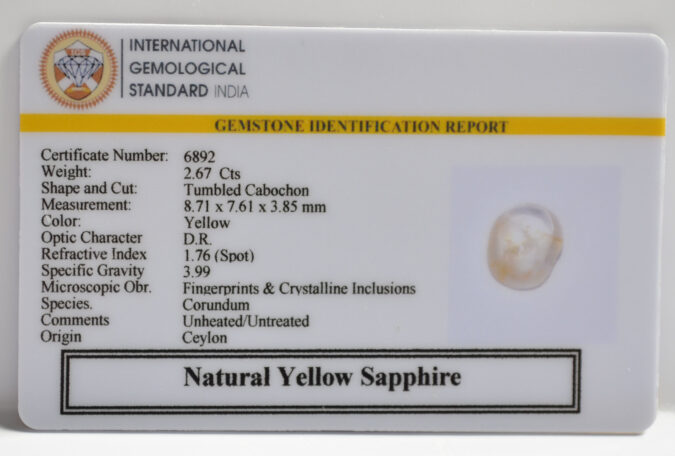 INTERNATIONAL
GEMOLOGICAL
STANDARD INDIA
GEMSTONE IDENTIFICATION REPORT
Certificate Number: 6892
Weight: 2.67 Cts
Shape and Cut: Tumbled Cabochon
Measurement: 8.71 x 7.61 x 3.85 mm
Color: Yellow
Optic Character D.R.
Refractive Index 1.76 (Spot)
Specific Gravity 3.99
Microscopic Obr. Fingerprints & Crystalline Inclusions
Species. Corundum
Comments Unheated/Untreated
Origin Ceylon
Natural Yellow Sapphire